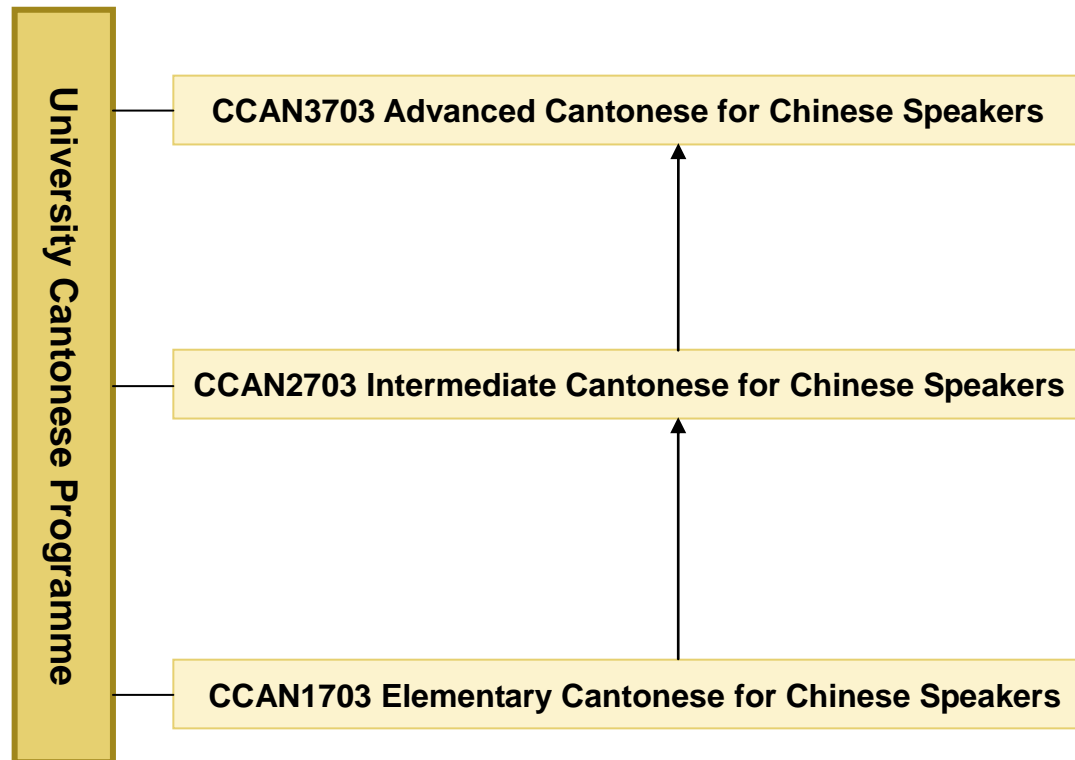 University Cantonese Programme
CCAN3703 Advanced Cantonese for Chinese Speakers
CCAN2703 Intermediate Cantonese for Chinese Speakers
CCAN1703 Elementary Cantonese for Chinese Speakers